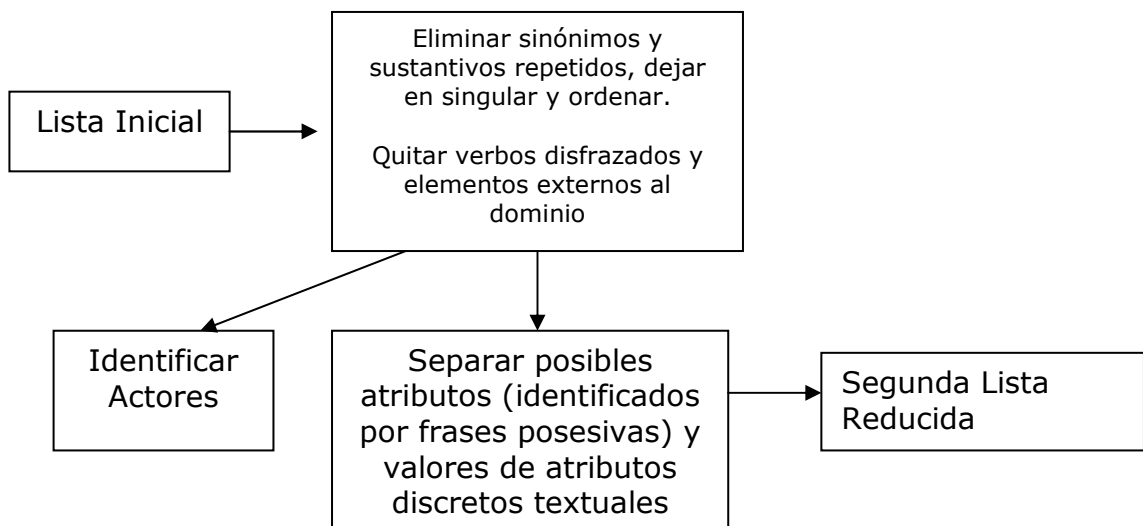 Lista Inicial
Eliminar sinónimos y
sustantivos repetidos, dejar
en singular y ordenar.
Quitar verbos disfrazados y
elementos externos al
dominio
Identificar
Actores
Separar posibles
atributos (identificados
por frases posesivas) y
valores de atributos
discretos textuales
Segunda Lista
Reducida